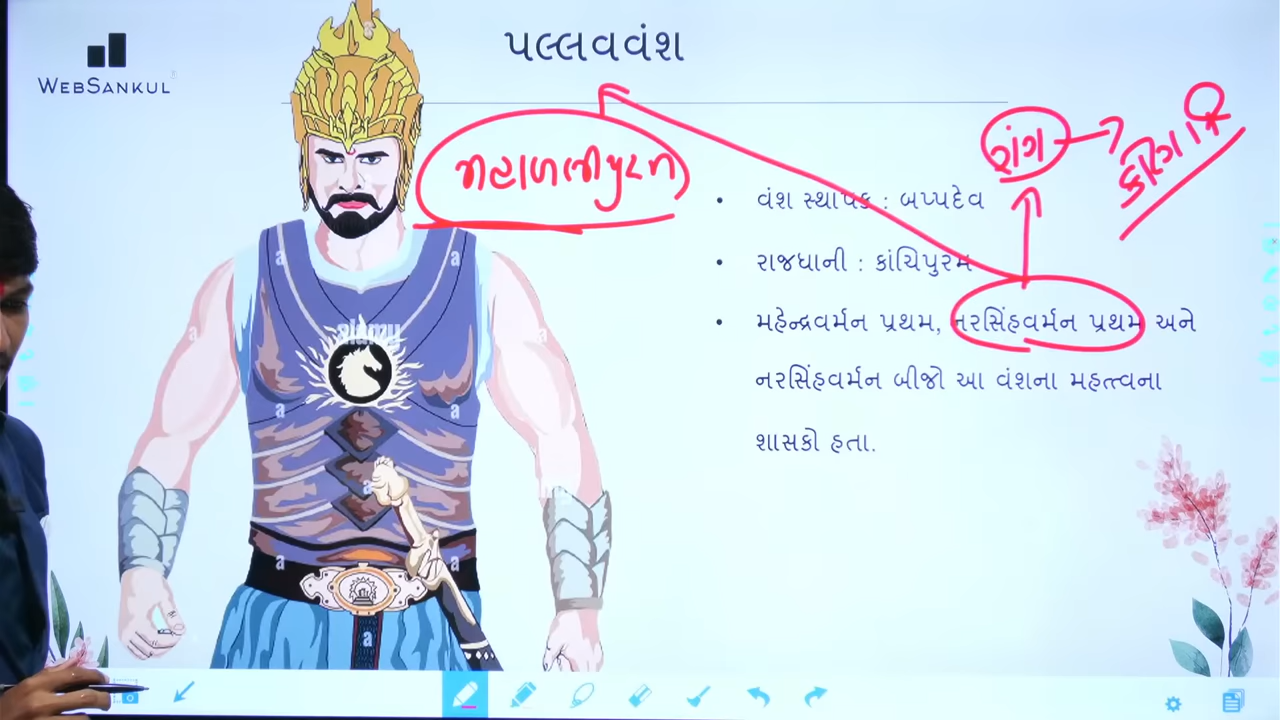 WEBSANKUL
પલ્લવવંશ
મહાબલીપુરમ
• વંશ સ્થાપક : બપ્પદેવ
• રાજધાની : કાંચિપુરમ
• મહેન્દ્રવર્મન પ્રથમ, નરસિંહવર્મન પ્રથમ અને
નરસિંહવર્મન બીજો આ વંશના મહત્ત્વના
શાસકો હતા.
alamy
a
a
a
a
a
a
a
a
a
a